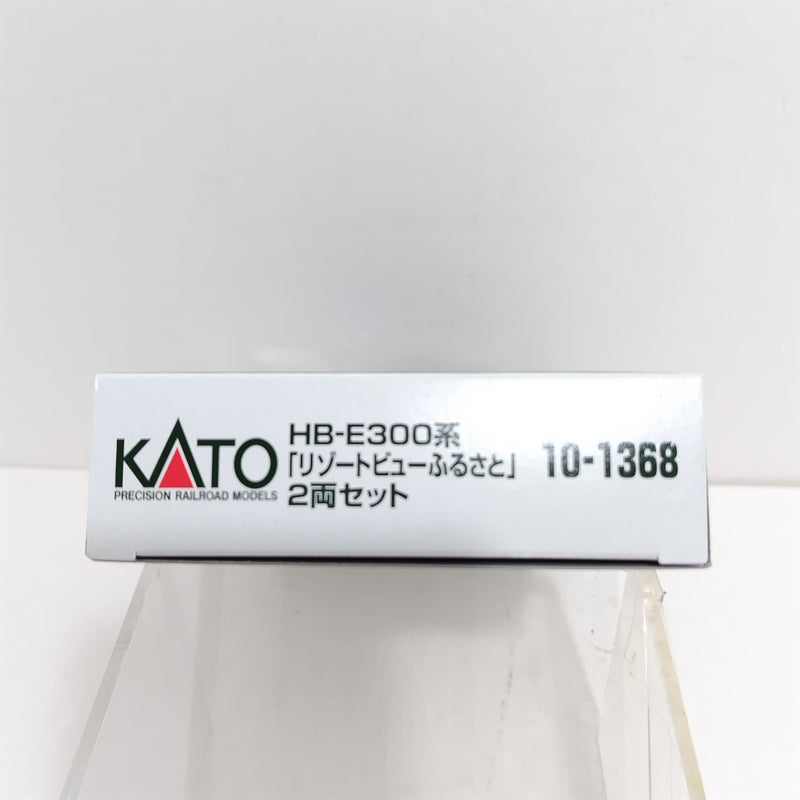 KATO
PRECISION RAILROAD MODELS
HB-E300系
「リゾートビューふるさと」
2両セット
10-1368